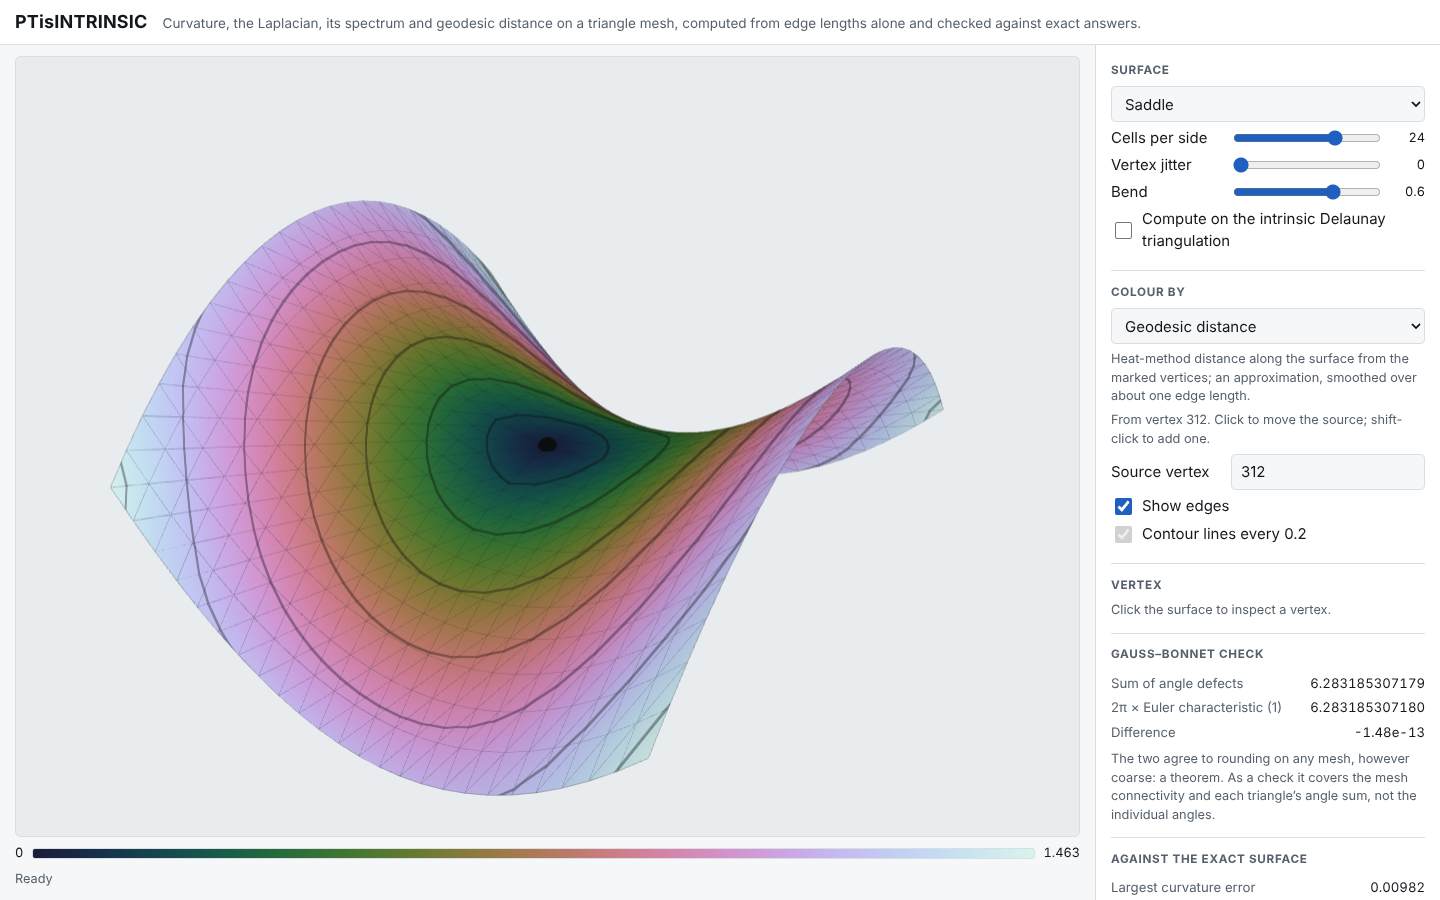 PTisINTRINSIC
Curvature, the Laplacian, its spectrum and geodesic distance on a triangle mesh, computed from edge lengths alone and checked against exact answers.
SURFACE
Saddle
Cells per side 24
Vertex jitter 0
Bend 0.6
Compute on the intrinsic Delaunay
triangulation
COLOUR BY
Geodesic distance
Heat-method distance along the surface from the
marked vertices; an approximation, smoothed over
about one edge length.
From vertex 312. Click to move the source; shift-
click to add one.
Source vertex 312
Show edges
Contour lines every 0.2
VERTEX
Click the surface to inspect a vertex.
GAUSS–BONNET CHECK
Sum of angle defects 6.283185307179
2π × Euler characteristic (1) 6.283185307180
Difference -1.48e-13
The two agree to rounding on any mesh, however
coarse: a theorem. As a check it covers the mesh
connectivity and each triangle’s angle sum, not the
individual angles.
AGAINST THE EXACT SURFACE
Largest curvature error 0.00982
0 1.463
Ready